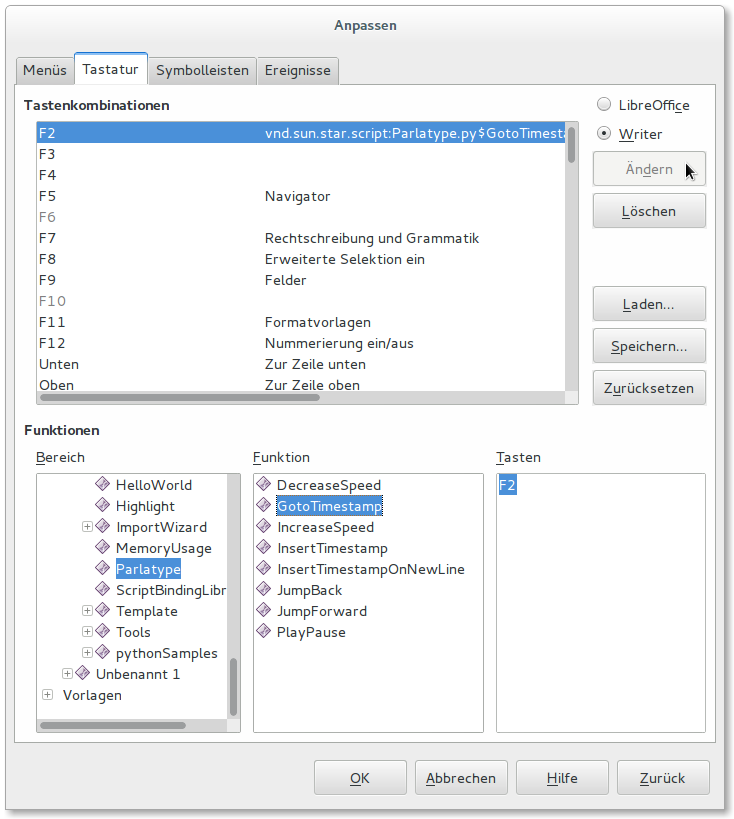 Anpassen
Menüs Tastatur Symbolleisten Ereignisse
Tastenkombinationen
LibreOffice
Writer
F2 vnd.sun.star.script:Parlatype.py$GotoTimesta
F3
F4
F5 Navigator
F6
F7 Rechtschreibung und Grammatik
F8 Erweiterte Selektion ein
F9 Felder
F10
F11 Formatvorlagen
F12 Nummerierung ein/aus
Unten Zur Zeile unten
Oben Zur Zeile oben
Ändern
Löschen
Laden...
Speichern...
Zurücksetzen
Funktionen
Bereich
HelloWorld
Highlight
ImportWizard
MemoryUsage
Parlatype
ScriptBindingLibr
Template
Tools
pythonSamples
Unbenannt 1
Vorlagen
Funktion
DecreaseSpeed
GotoTimestamp
IncreaseSpeed
InsertTimestamp
InsertTimestampOnNewLine
JumpBack
JumpForward
PlayPause
Tasten
F2
OK Abbrechen Hilfe Zurück